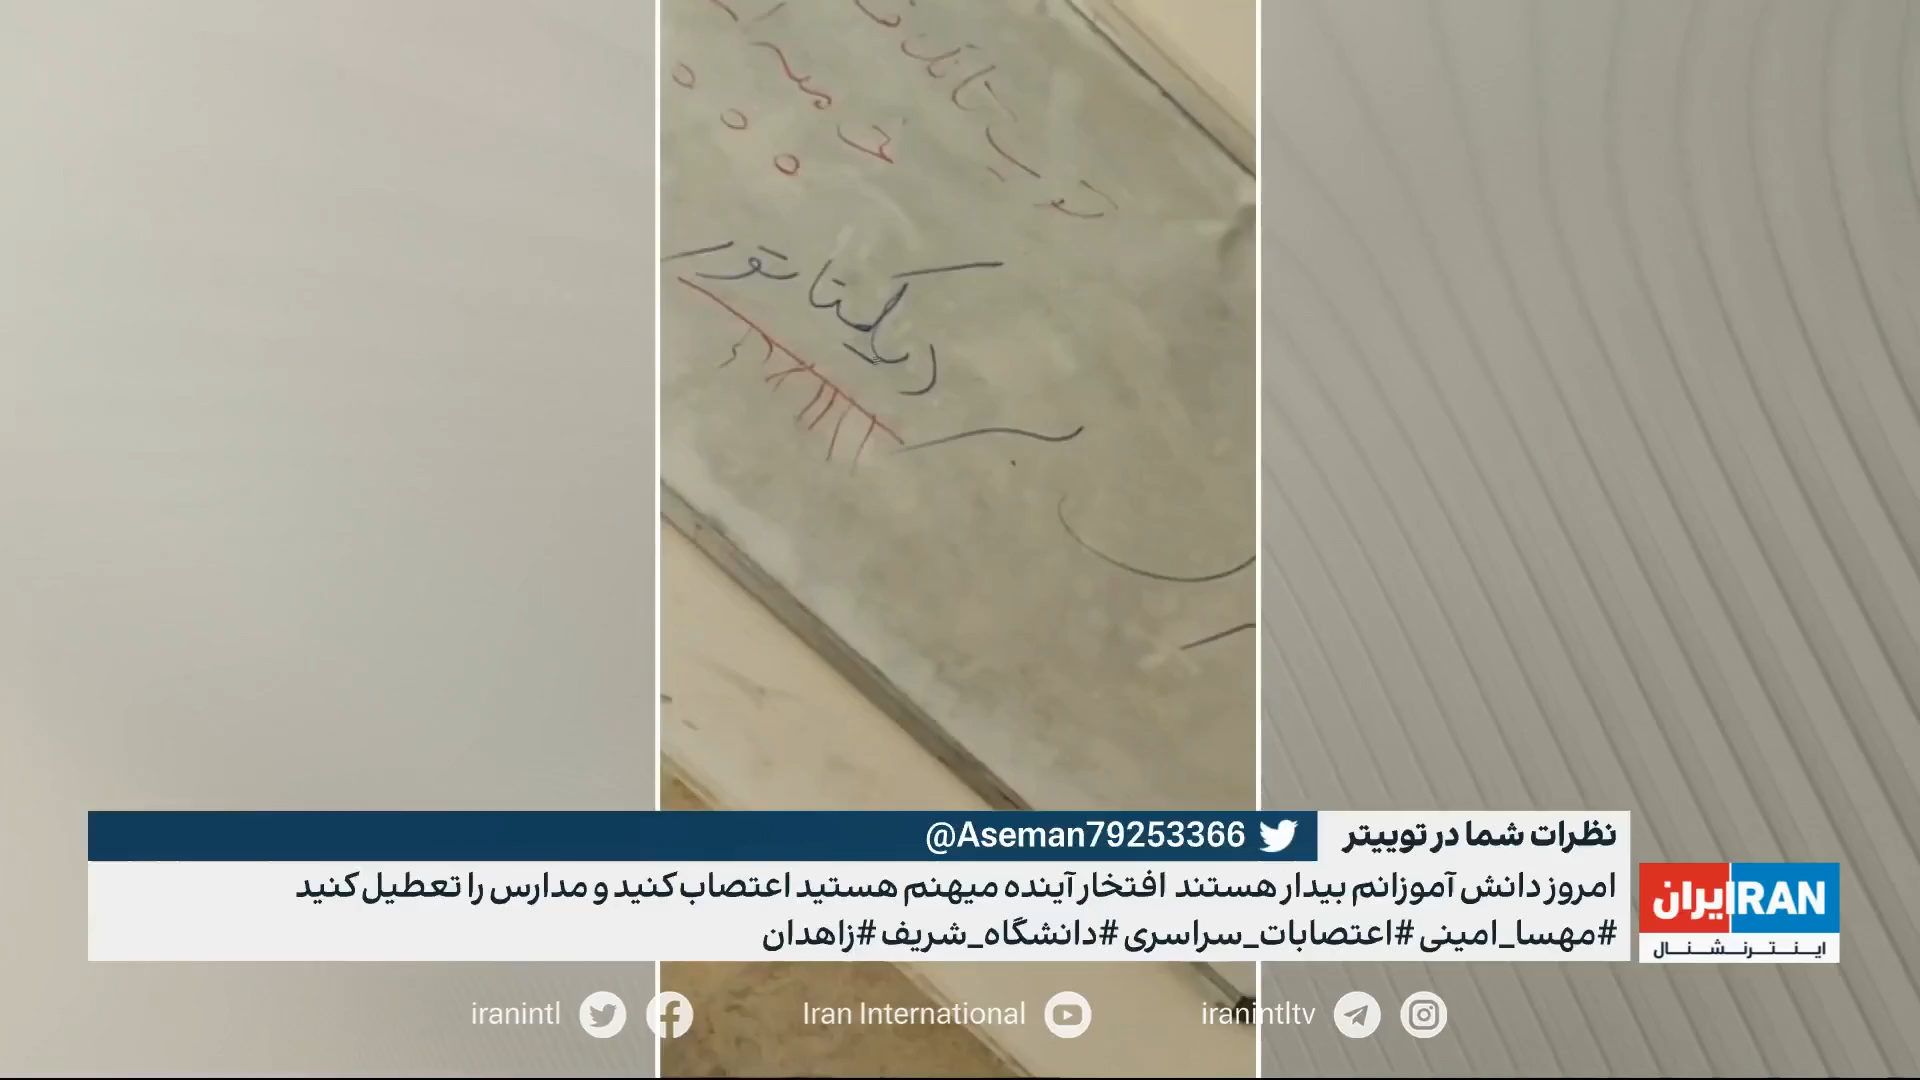 دیکتاتور
نظرات شما در توییتر
@Aseman79253366
امروز دانش آموزانم بیدار هستند افتخار آینده میهنم هستید اعتصاب کنید و مدارس را تعطیل کنید
#مهسا_امینی #اعتصابات_سراسری #دانشگاه_شریف #زاهدان
ایران IRAN
اینترنشنال
iranintl
Iran International
iranintltv